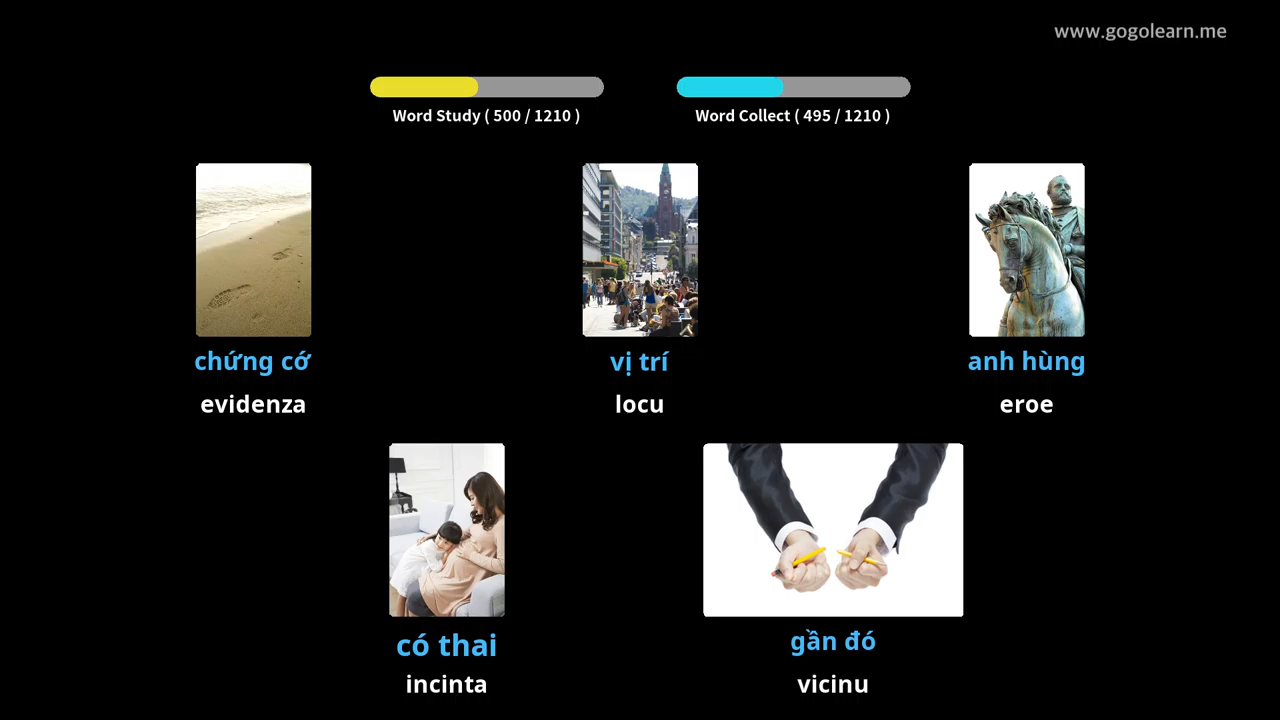 www.gogolearn.me
Word Study ( 500 / 1210 )
Word Collect ( 495 / 1210 )
chứng cớ
evidenza
vị trí
locu
anh hùng
eroe
có thai
incinta
gần đó
vicinu